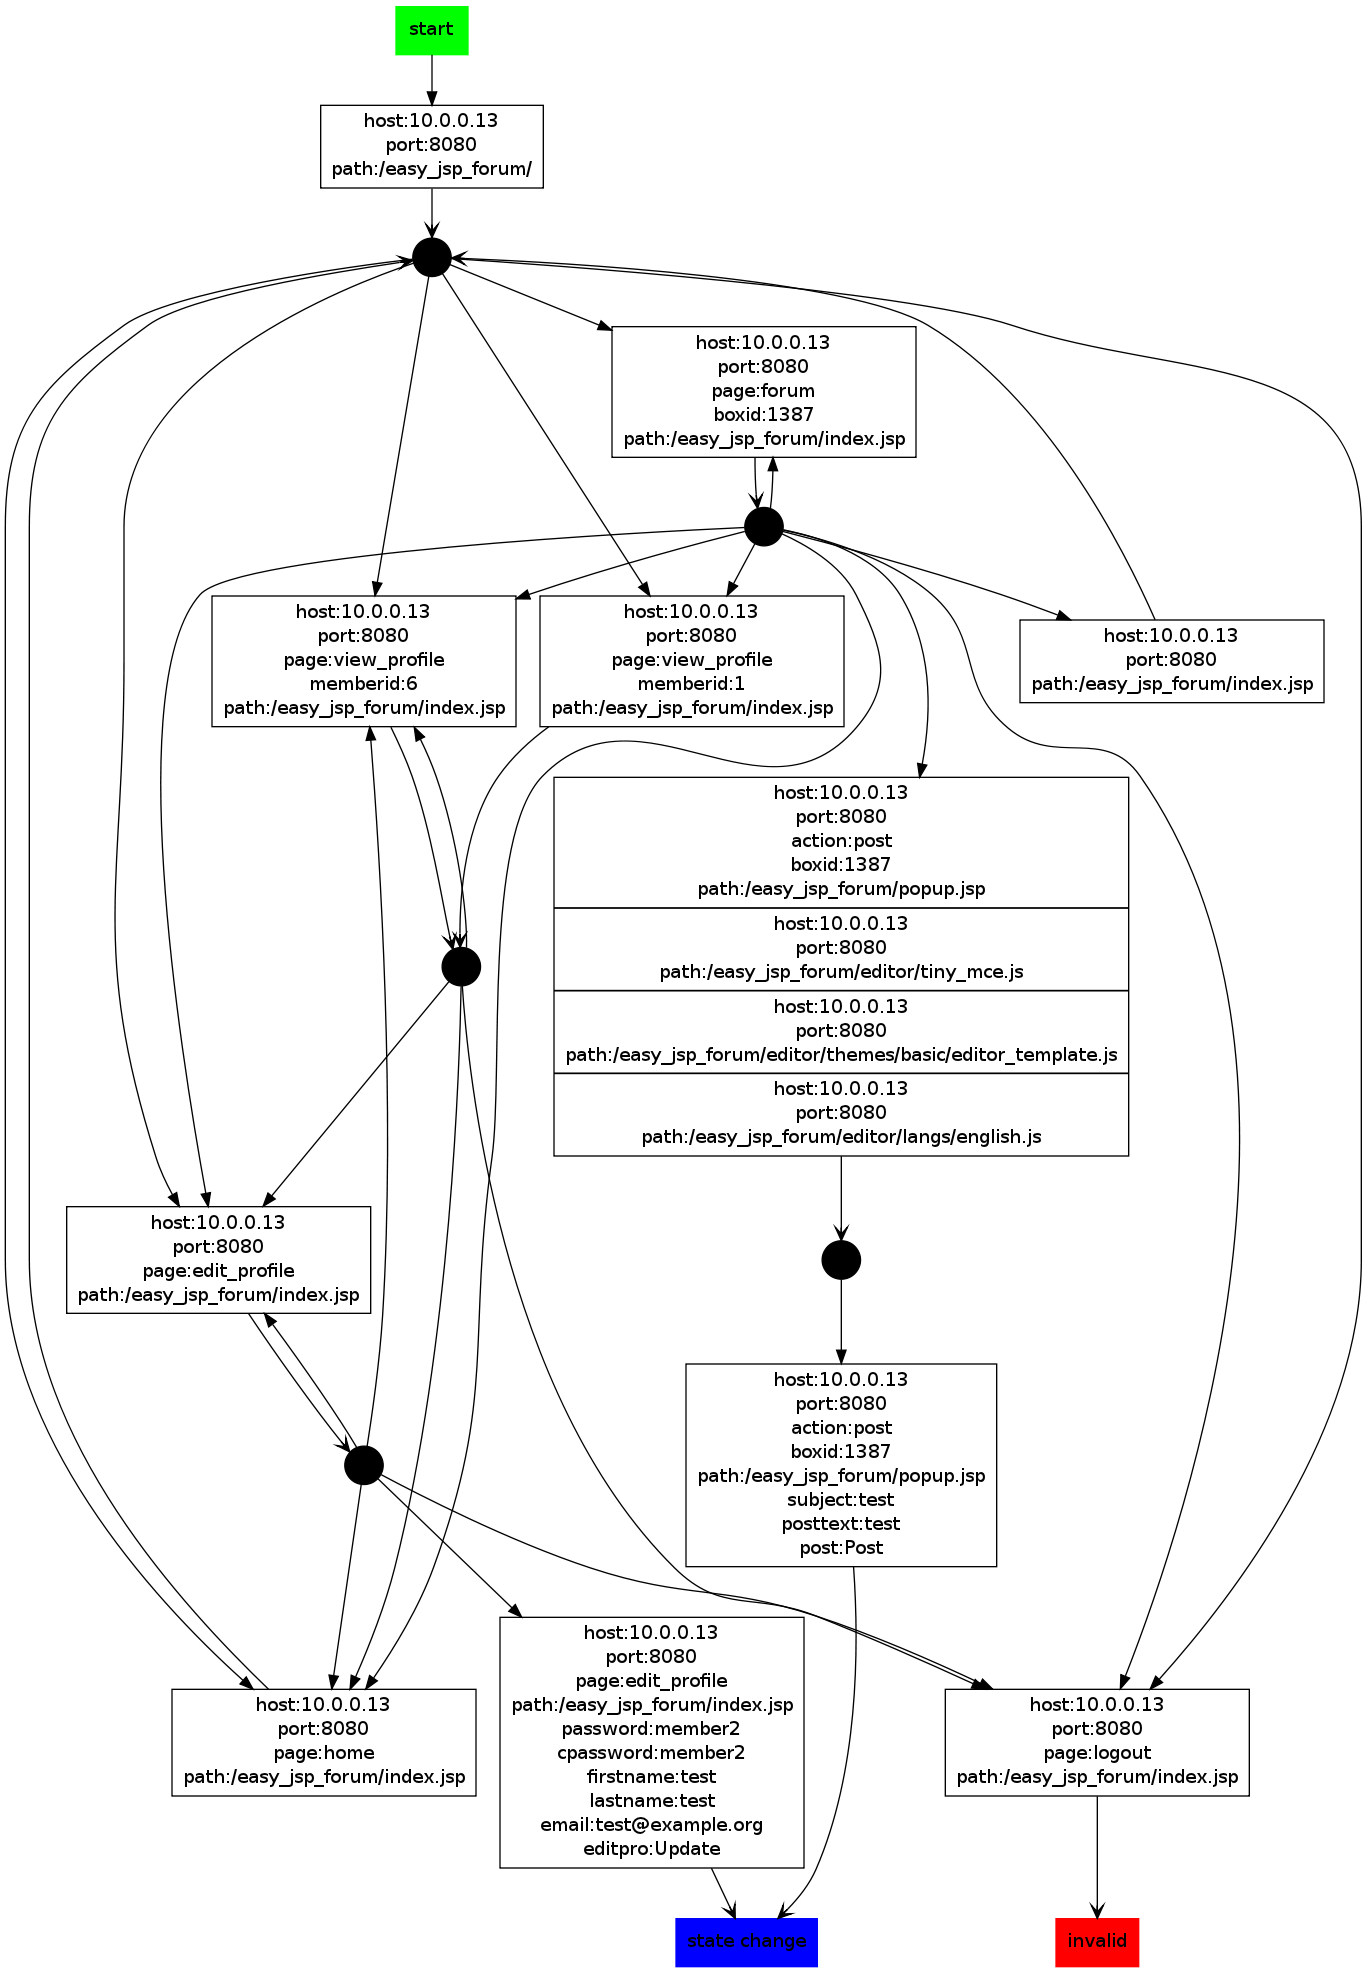 start
host:10.0.0.13
port:8080
path:/easy_jsp_forum/
host:10.0.0.13
port:8080
page:forum
boxid:1387
path:/easy_jsp_forum/index.jsp
host:10.0.0.13
port:8080
page:view_profile
memberid:6
path:/easy_jsp_forum/index.jsp
host:10.0.0.13
port:8080
page:view_profile
memberid:1
path:/easy_jsp_forum/index.jsp
host:10.0.0.13
port:8080
path:/easy_jsp_forum/index.jsp
host:10.0.0.13
port:8080
action:post
boxid:1387
path:/easy_jsp_forum/popup.jsp
host:10.0.0.13
port:8080
path:/easy_jsp_forum/editor/tiny_mce.js
host:10.0.0.13
port:8080
path:/easy_jsp_forum/editor/themes/basic/editor_template.js
host:10.0.0.13
port:8080
path:/easy_jsp_forum/editor/langs/english.js
host:10.0.0.13
port:8080
page:edit_profile
path:/easy_jsp_forum/index.jsp
host:10.0.0.13
port:8080
action:post
boxid:1387
path:/easy_jsp_forum/popup.jsp
subject:test
posttext:test
post:Post
host:10.0.0.13
port:8080
page:home
path:/easy_jsp_forum/index.jsp
host:10.0.0.13
port:8080
page:edit_profile
path:/easy_jsp_forum/index.jsp
password:member2
cpassword:member2
firstname:test
lastname:test
email:test@example.org
editpro:Update
host:10.0.0.13
port:8080
page:logout
path:/easy_jsp_forum/index.jsp
state change
invalid